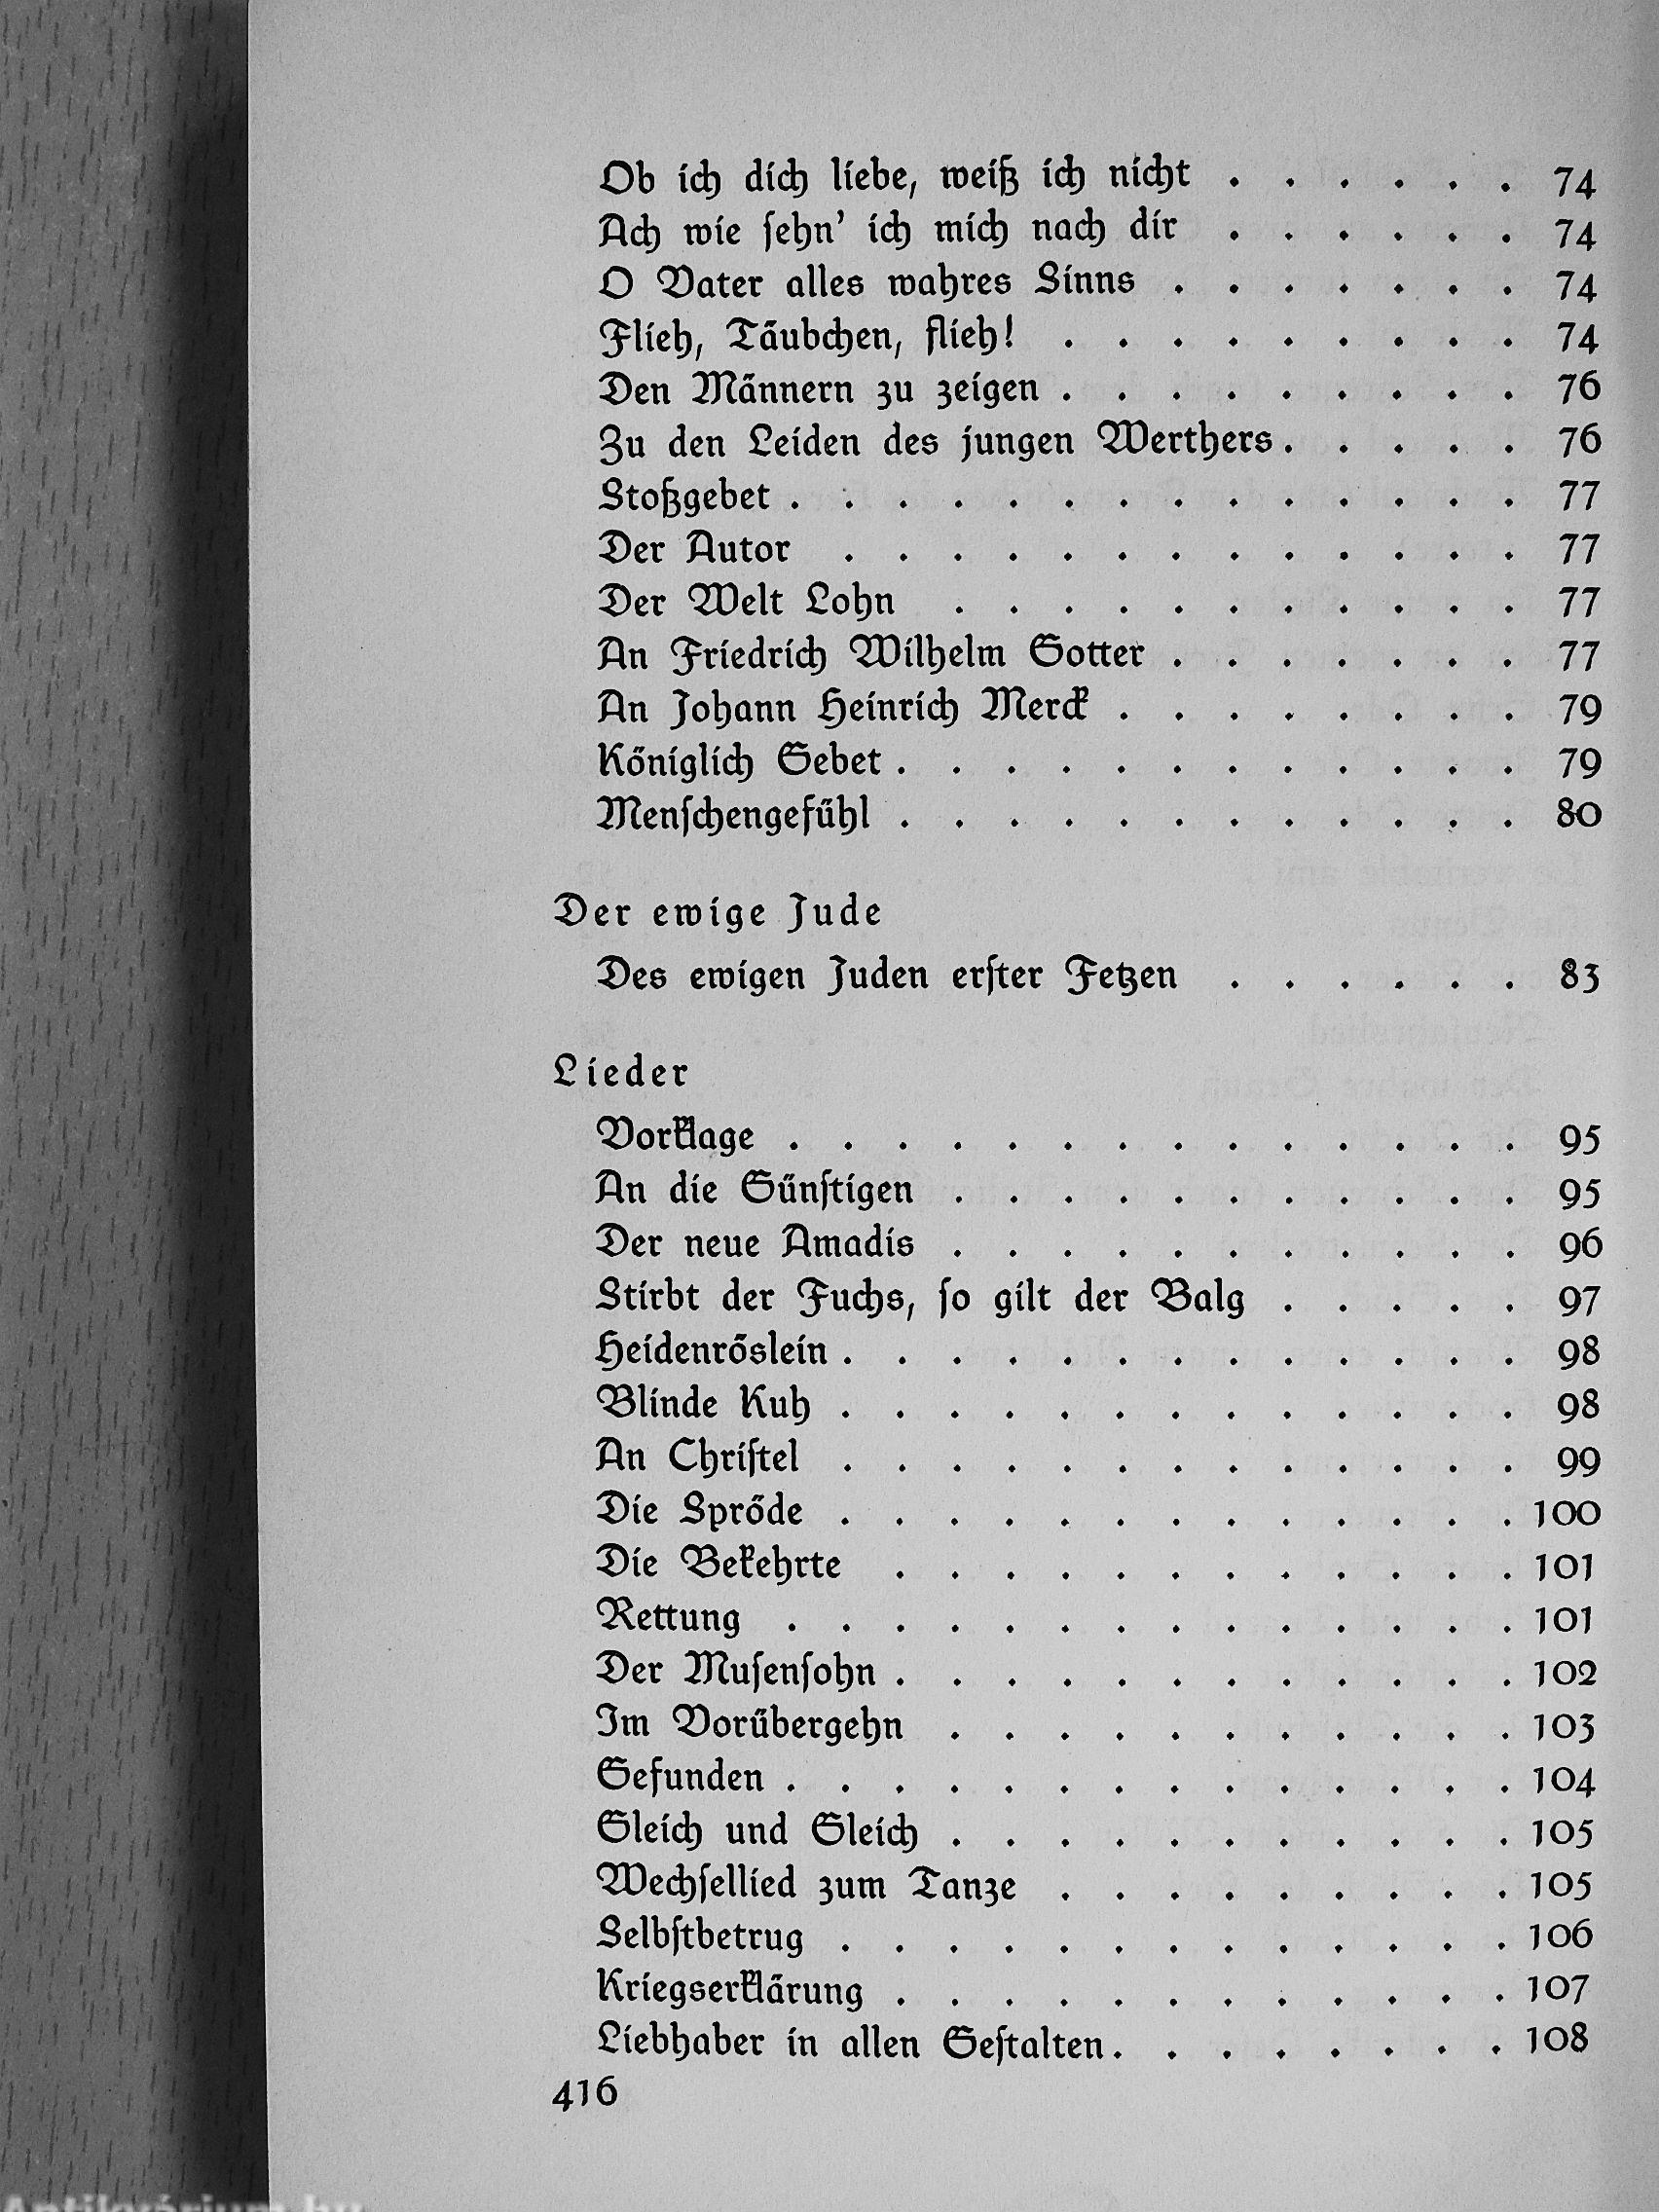 Ob ich dich liebe, weiß ich nicht . . . . . . 74
Ach wie ſehn’ ich mich nach dir . . . . . . 74
O Vater alles wahres Sinns . . . . . . . 74
Flieh, Täubchen, flieh! . . . . . . . . . 74
Den Männern zu zeigen . . . . . . . . . 76
Zu den Leiden des jungen Werthers . . . . . 76
Stoßgebet . . . . . . . . . . . . . . 77
Der Autor . . . . . . . . . . . . . 77
Der Welt Lohn . . . . . . . . . . . 77
An Friedrich Wilhelm Gotter . . . . . . . 77
An Johann Heinrich Merck . . . . . . . . 79
Königlich Gebet . . . . . . . . . . . . 79
Menſchengefühl . . . . . . . . . . . . 80
Der ewige Jude
Des ewigen Juden erſter Fetzen . . . . . . 83
Lieder
Vorklage . . . . . . . . . . . . . . 95
An die Günſtigen . . . . . . . . . . . 95
Der neue Amadis . . . . . . . . . . . 96
Stirbt der Fuchs, ſo gilt der Balg . . . . . 97
Heidenröslein . . . . . . . . . . . . . 98
Blinde Kuh . . . . . . . . . . . . . 98
An Chriſtel . . . . . . . . . . . . . 99
Die Spröde . . . . . . . . . . . . . 100
Die Bekehrte . . . . . . . . . . . . 101
Rettung . . . . . . . . . . . . . . 101
Der Muſenſohn . . . . . . . . . . . . 102
Im Vorübergehn . . . . . . . . . . . 103
Gefunden . . . . . . . . . . . . . . 104
Gleich und Gleich . . . . . . . . . . . 105
Wechſellied zum Tanze . . . . . . . . . 105
Selbſtbetrug . . . . . . . . . . . . . 106
Kriegserklärung . . . . . . . . . . . . 107
Liebhaber in allen Geſtalten . . . . . . . . 108
416